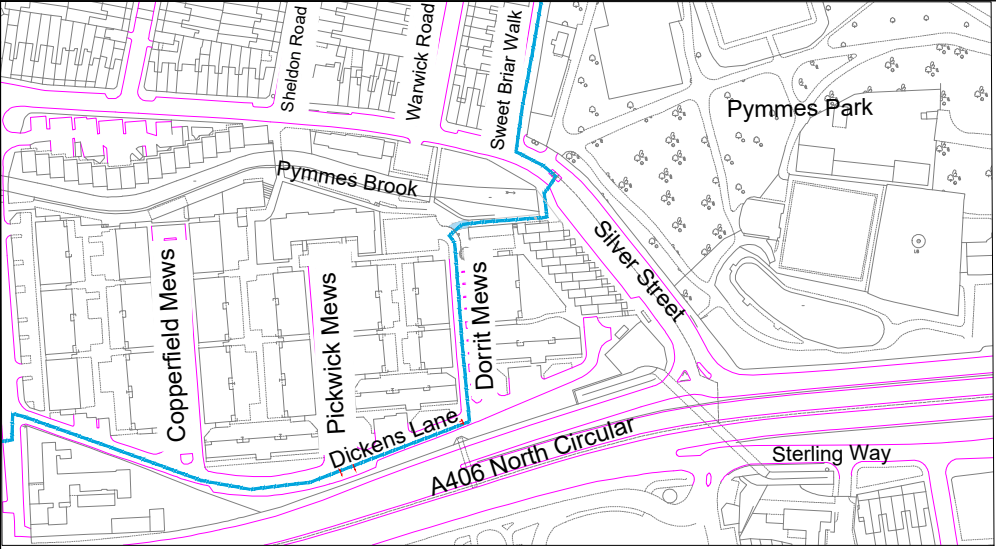 Sheldon Road
Warwick Road
Sweet Briar Walk
Pymmes Park
Pymmes Brook
Silver Street
Copperfield Mews
Pickwick Mews
Dorrit Mews
Dickens Lane
A406 North Circular
Sterling Way